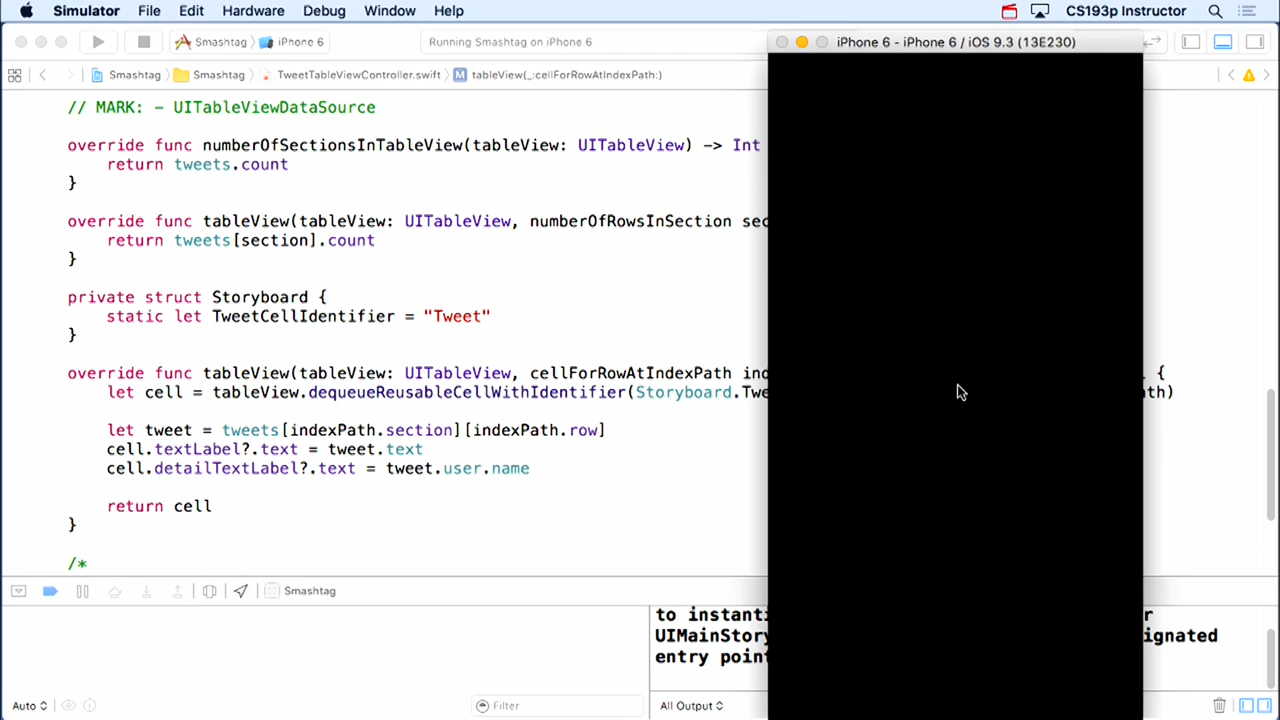 Simulator File Edit Hardware Debug Window Help CS193p Instructor
Smashtag iPhone 6 Running Smashtag on iPhone 6 iPhone 6 - iPhone 6 / iOS 9.3 (13E230)
Smashtag Smashtag TweetTableViewController.swift M tableView(_:cellForRowAtIndexPath:)
// MARK: - UITableViewDataSource
override func numberOfSectionsInTableView(tableView: UITableView) -> Int
return tweets.count
}
override func tableView(tableView: UITableView, numberOfRowsInSection sec
return tweets[section].count
}
private struct Storyboard {
static let TweetCellIdentifier = "Tweet"
}
override func tableView(tableView: UITableView, cellForRowAtIndexPath ind {
let cell = tableView.dequeueReusableCellWithIdentifier(Storyboard.Twe ath)
let tweet = tweets[indexPath.section][indexPath.row]
cell.textLabel?.text = tweet.text
cell.detailTextLabel?.text = tweet.user.name
return cell
}
/*
Smashtag
to instanti r
UIMainStory ignated
entry poin
Auto Filter All Output